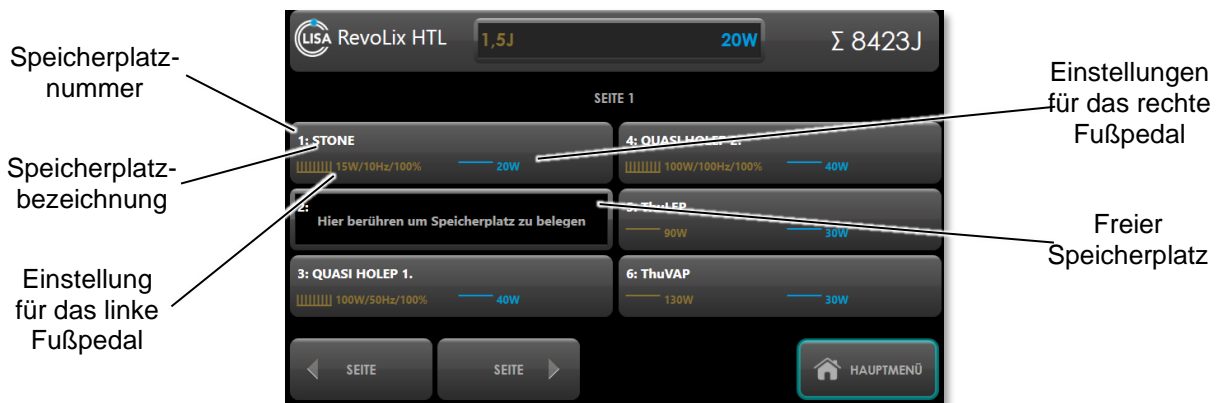 LISA RevoLix HTL 1,5J 20W Σ 8423J
SEITE 1
Speicherplatz-
nummer
Speicherplatz-
bezeichnung
Einstellung
für das linke
Fußpedal
1: STONE
15W/10Hz/100% 20W
2:
Hier berühren um Speicherplatz zu belegen
3: QUASI HOLEP 1.
100W/50Hz/100% 40W
4: QUASI HOLEP 2.
100W/100Hz/100% 40W
5: ThuLEP
90W 30W
6: ThuVAP
130W 30W
Einstellungen
für das rechte
Fußpedal
Freier
Speicherplatz
SEITE
SEITE
HAUPTMENÜ